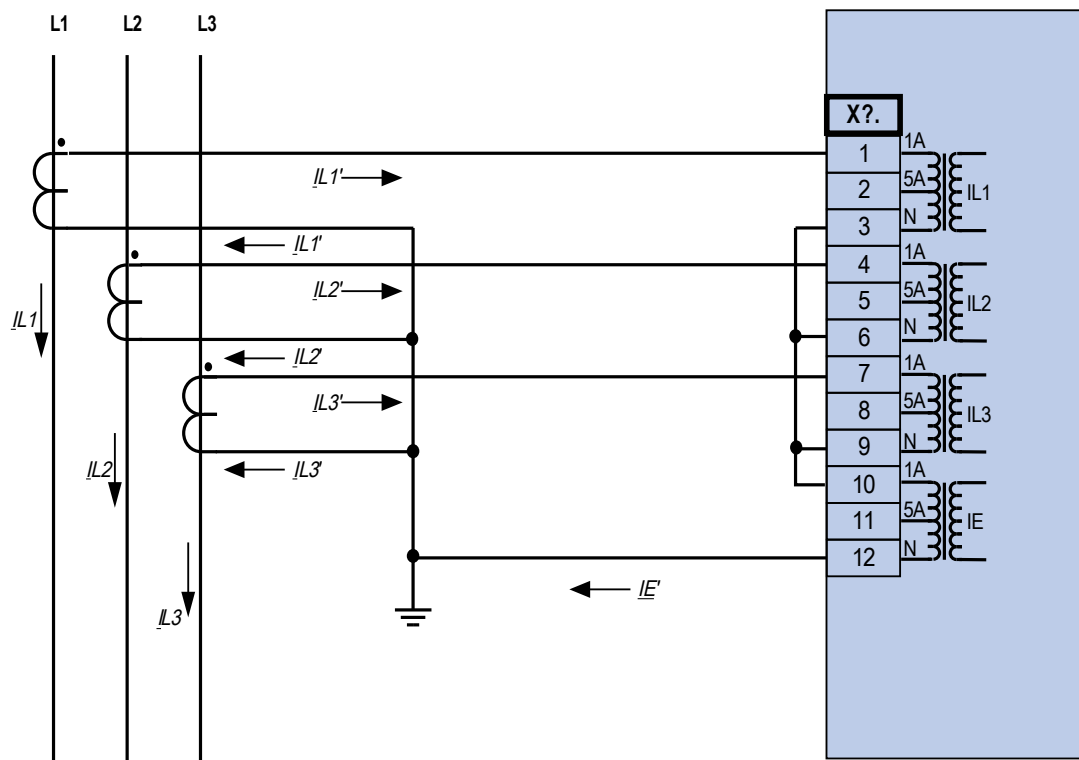 L1 L2 L3
X?.
1 1A
IL1'
2 5A IL1
3 N
IL1'
4 1A
IL2'
5 5A IL2
IL1
6 N
IL2'
7 1A
IL3'
8 5A IL3
9 N
IL2
IL3'
10 1A
11 5A IE
12 N
IE'
IL3